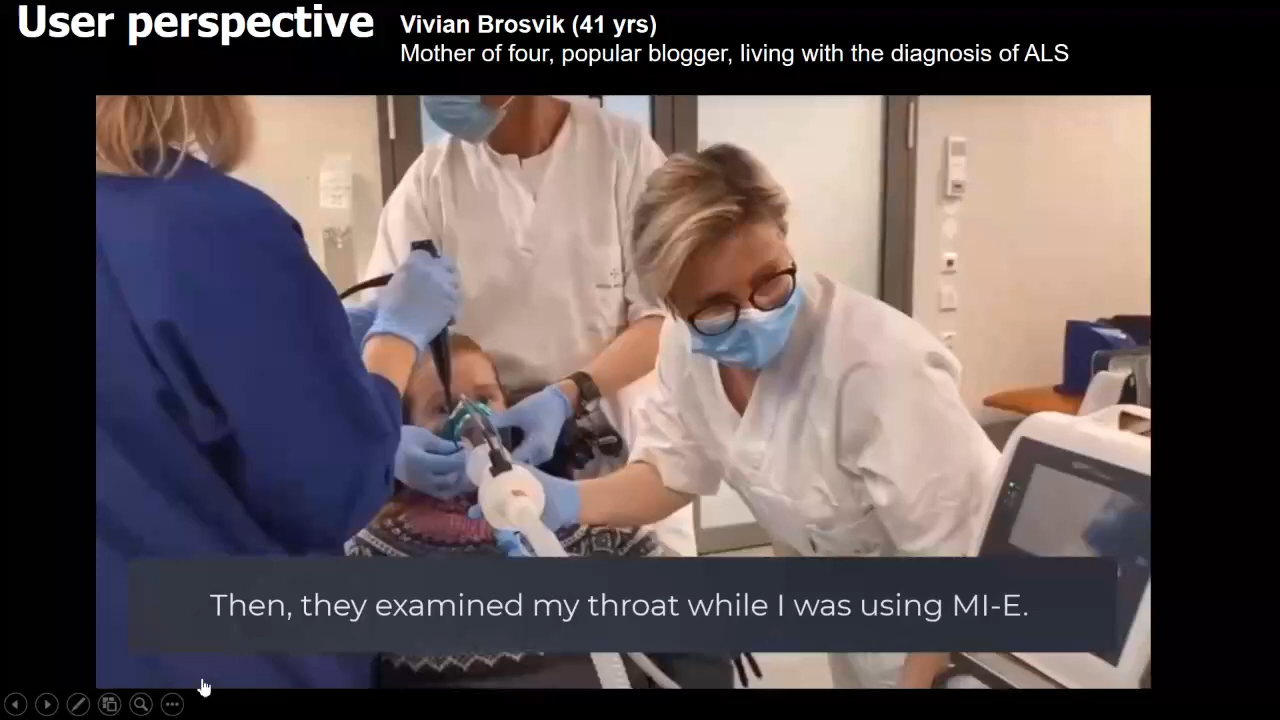 User perspective
Vivian Brosvik (41 yrs)
Mother of four, popular blogger, living with the diagnosis of ALS
Then, they examined my throat while I was using MI-E.